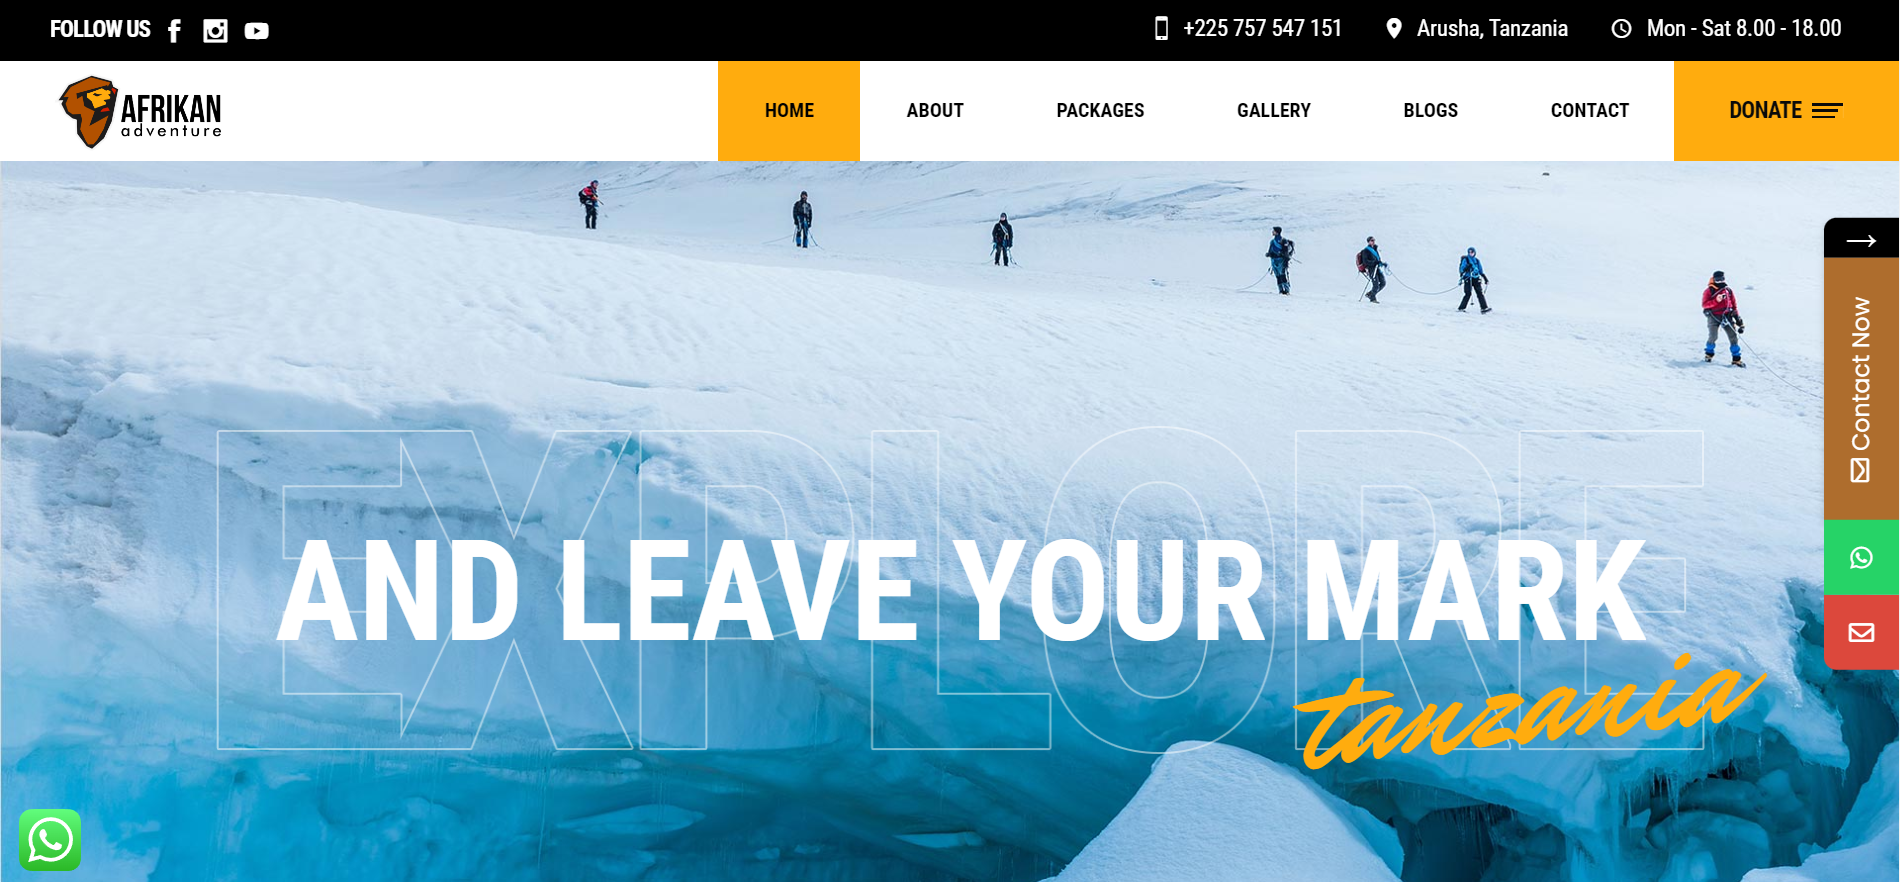 FOLLOW US
+225 757 547 151
Arusha, Tanzania
Mon - Sat 8.00 - 18.00
AFRIKAN
adventure
HOME
ABOUT
PACKAGES
GALLERY
BLOGS
CONTACT
DONATE
Contact Now
EXPLORE
AND LEAVE YOUR MARK
tanzania